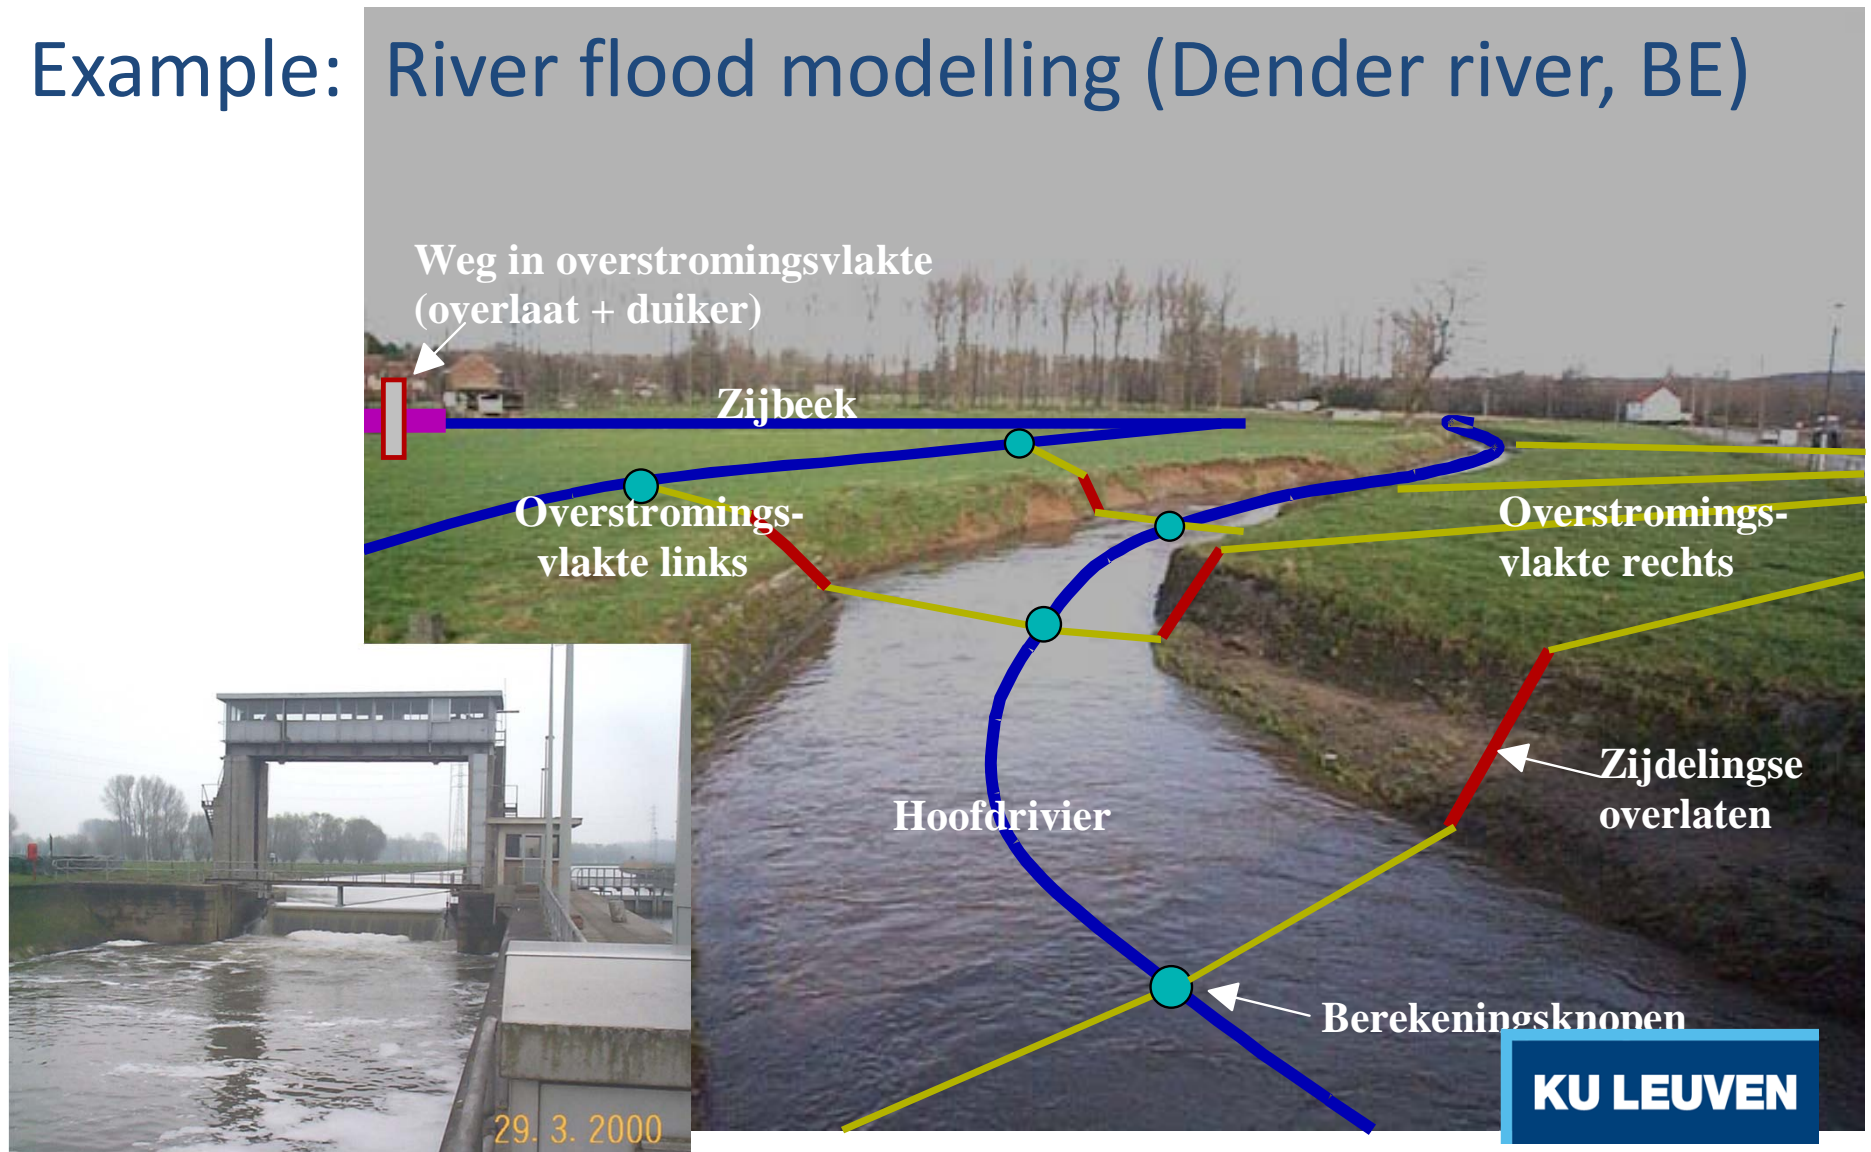 Example: River flood modelling (Dender river, BE)
Weg in overstromingsvlakte
(overlaat + duiker)
Zijbeek
Overstromings-
vlakte links
Overstromings-
vlakte rechts
Zijdelingse
overlaten
Hoofdrivier
Berekeningsknopen
KU LEUVEN
29. 3. 2000